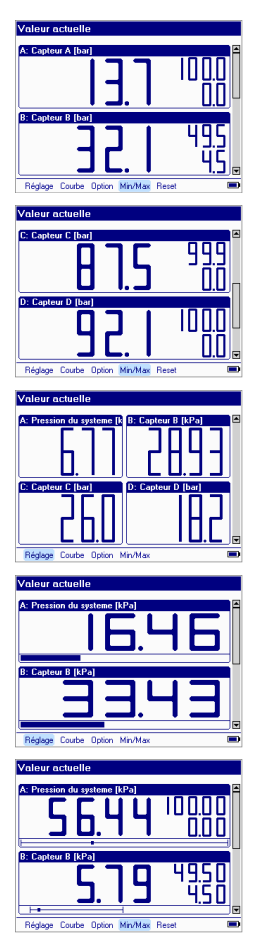 Valeur actuelle
A: Capteur A [bar]
13.7 100.0
0.0
B: Capteur B [bar]
32.1 49.5
4.5
Réglage Courbe Option Min/Max Reset
Valeur actuelle
C: Capteur C [bar]
87.5 99.9
0.0
D: Capteur D [bar]
92.1 100.0
0.0
Réglage Courbe Option Min/Max Reset
Valeur actuelle
A: Pression du systeme [k B: Capteur B [kPa]
6.77 28.93
C: Capteur C [bar] D: Capteur D [bar]
26.0 18.2
Réglage Courbe Option Min/Max
Valeur actuelle
A: Pression du systeme [kPa]
16.46
B: Capteur B [kPa]
33.43
Réglage Courbe Option Min/Max
Valeur actuelle
A: Pression du systeme [kPa]
56.44 100.00
0.00
B: Capteur B [kPa]
5.79 49.50
4.50
Réglage Courbe Option Min/Max Reset